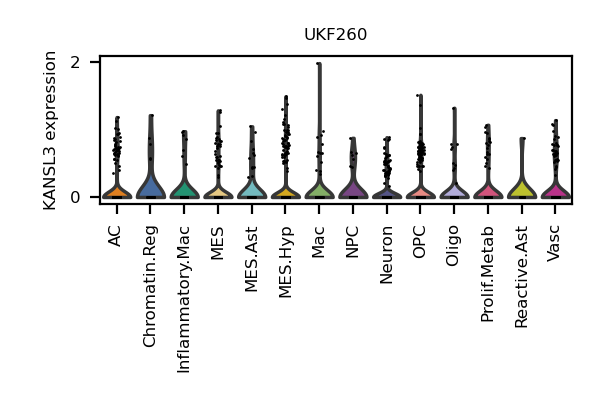 UKF260
KANSL3 expression
2
0
AC
Chromatin.Reg
Inflammatory.Mac
MES
MES.Ast
MES.Hyp
Mac
NPC
Neuron
OPC
Oligo
Prolif.Metab
Reactive.Ast
Vasc